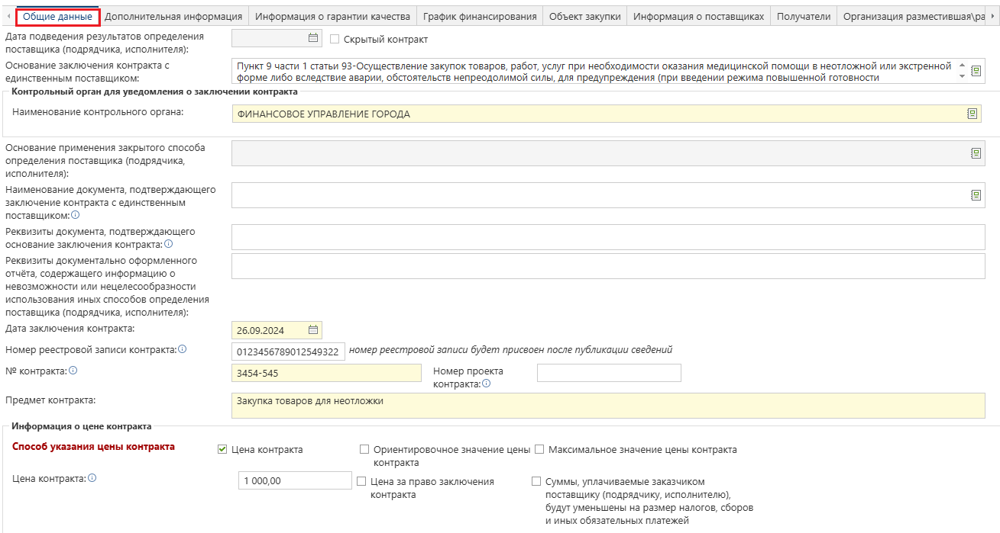 Общие данные Дополнительная информация Информация о гарантии качества График финансирования Объект закупки Информация о поставщиках Получатели Организация разместившая\ра
Дата подведения результатов определения
поставщика (подрядчика, исполнителя):
Скрытый контракт
Основание заключения контракта с
единственным поставщиком:
Пункт 9 части 1 статьи 93-Осуществление закупок товаров, работ, услуг при необходимости оказания медицинской помощи в неотложной или экстренной
форме либо вследствие аварии, обстоятельств непреодолимой силы, для предупреждения (при введении режима повышенной готовности
Контрольный орган для уведомления о заключении контракта
Наименование контрольного органа:
ФИНАНСОВОЕ УПРАВЛЕНИЕ ГОРОДА
Основание применения закрытого способа
определения поставщика (подрядчика,
исполнителя):
Наименование документа, подтверждающего
заключение контракта с единственным
поставщиком:
Реквизиты документа, подтверждающего
основание заключения контракта:
Реквизиты документально оформленного
отчёта, содержащего информацию о
невозможности или нецелесообразности
использования иных способов определения
поставщика (подрядчика, исполнителя):
Дата заключения контракта:
26.09.2024
Номер реестровой записи контракта:
0123456789012549322
номер реестровой записи будет присвоен после публикации сведений
№ контракта:
3454-545
Номер проекта
контракта:
Предмет контракта:
Закупка товаров для неотложки
Информация о цене контракта
Способ указания цены контракта
Цена контракта
Ориентировочное значение цены
контракта
Максимальное значение цены контракта
Цена контракта:
1 000,00
Цена за право заключения
контракта
Суммы, уплачиваемые заказчиком
поставщику (подрядчику, исполнителю),
будут уменьшены на размер налогов, сборов
и иных обязательных платежей